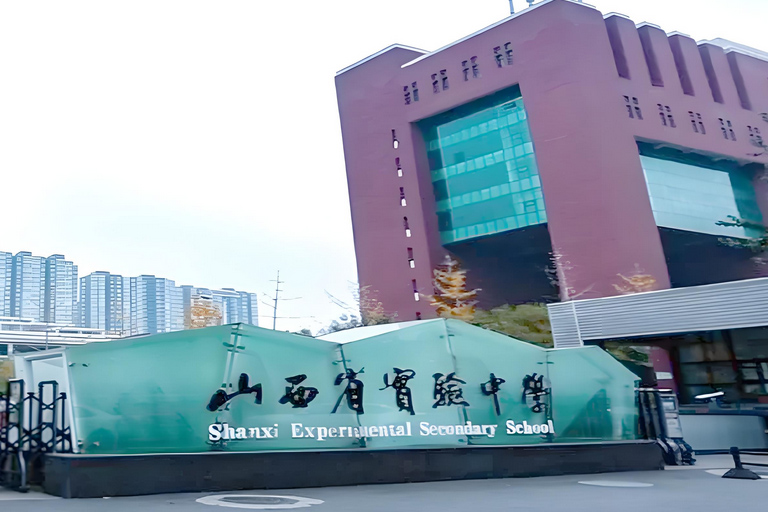 山西省實驗中學
Shanxi Experimental Secondary School